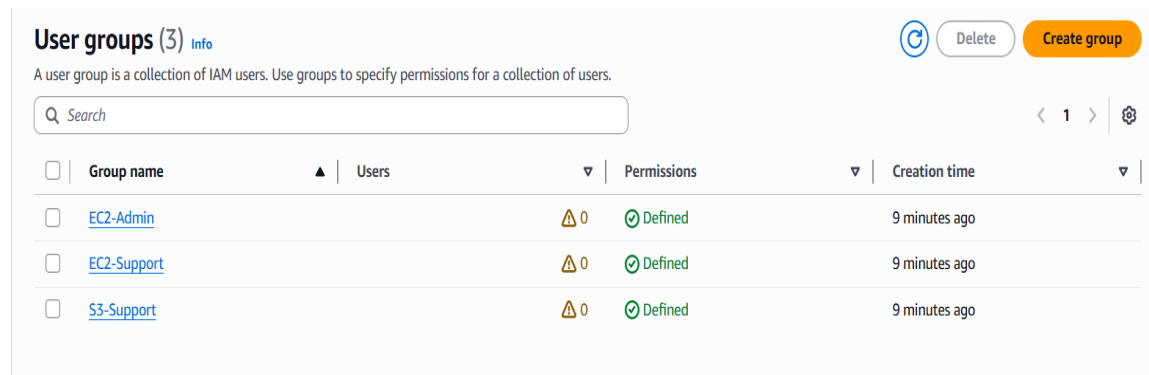 User groups (3) Info
Delete
Create group
A user group is a collection of IAM users. Use groups to specify permissions for a collection of users.
Search
1
Group name Users Permissions Creation time
EC2-Admin 0 Defined 9 minutes ago
EC2-Support 0 Defined 9 minutes ago
S3-Support 0 Defined 9 minutes ago